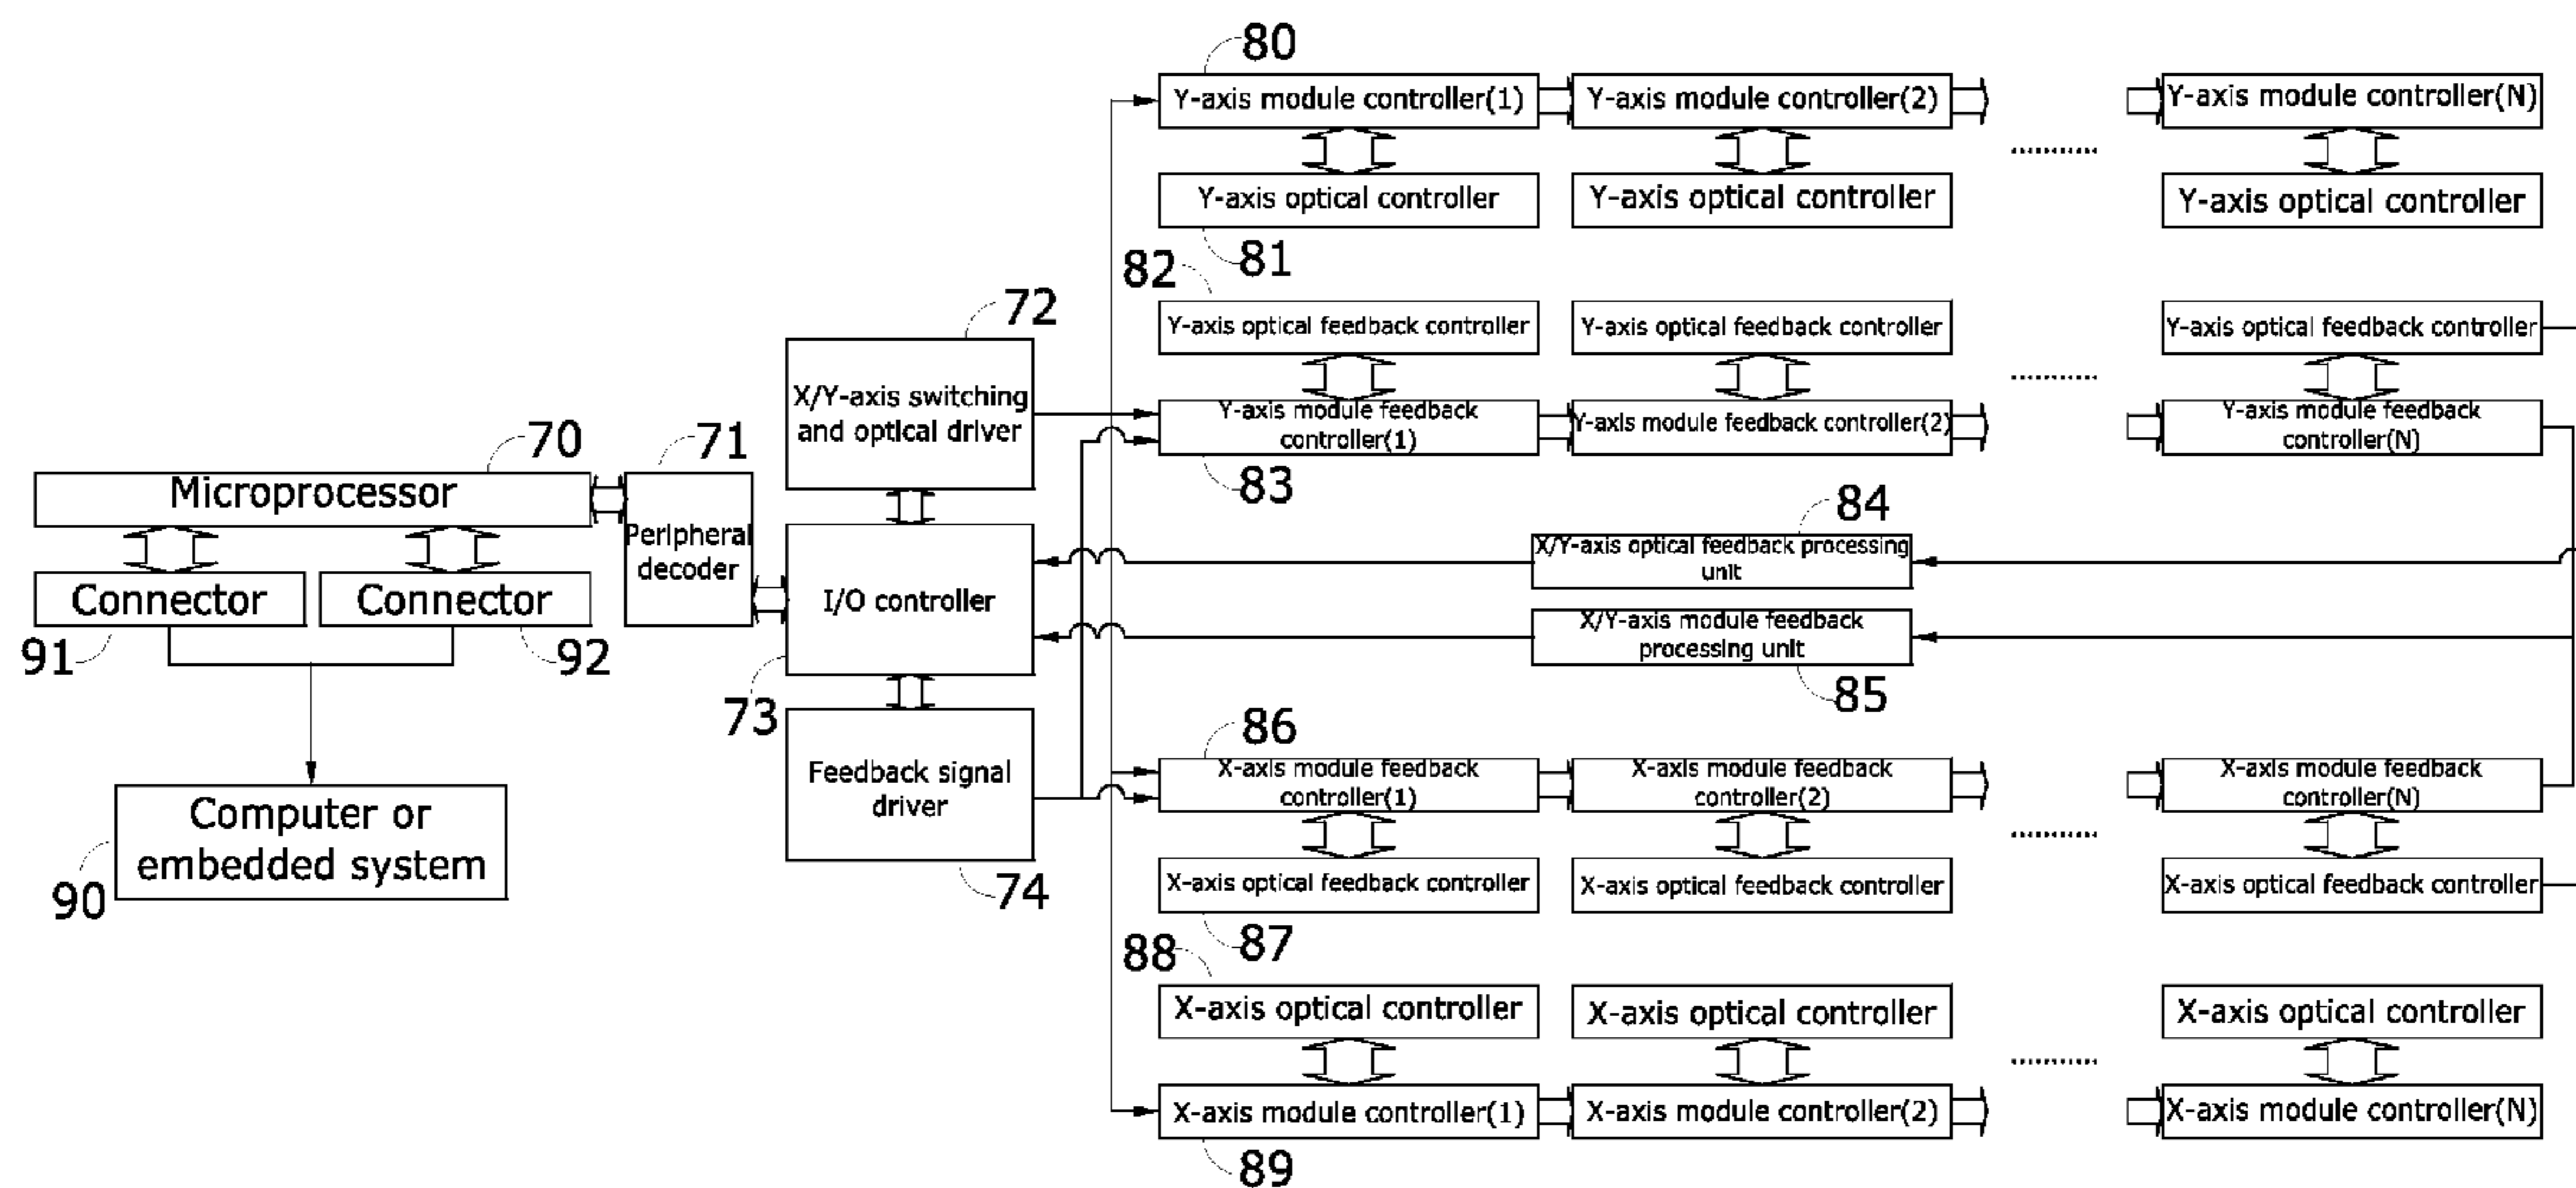 80
Y-axis module controller(1)
Y-axis module controller(2)
Y-axis module controller(N)
..........
Y-axis optical controller
Y-axis optical controller
Y-axis optical controller
81
82
Y-axis optical feedback controller
Y-axis optical feedback controller
Y-axis optical feedback controller
..........
72
X/Y-axis switching
and optical driver
Y-axis module feedback
controller(1)
Y-axis module feedback controller(2)
Y-axis module feedback
controller(N)
83
70
71
Microprocessor
Peripheral
decoder
84
X/Y-axis optical feedback processing
unit
Connector
Connector
I/O controller
X/Y-axis module feedback
processing unit
91
92
73
85
86
Feedback signal
driver
X-axis module feedback
controller(1)
X-axis module feedback
controller(2)
X-axis module feedback
controller(N)
..........
Computer or
embedded system
90
74
X-axis optical feedback controller
X-axis optical feedback controller
X-axis optical feedback controller
87
88
X-axis optical controller
X-axis optical controller
X-axis optical controller
..........
X-axis module controller(1)
X-axis module controller(2)
X-axis module controller(N)
89